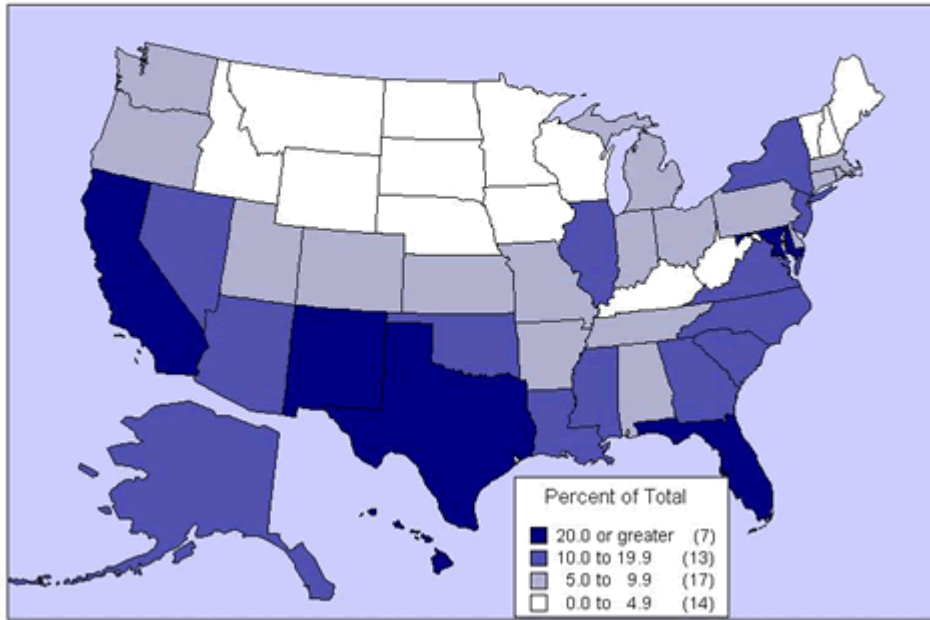 Percent of Total
20.0 or greater (7)
10.0 to 19.9 (13)
5.0 to 9.9 (17)
0.0 to 4.9 (14)